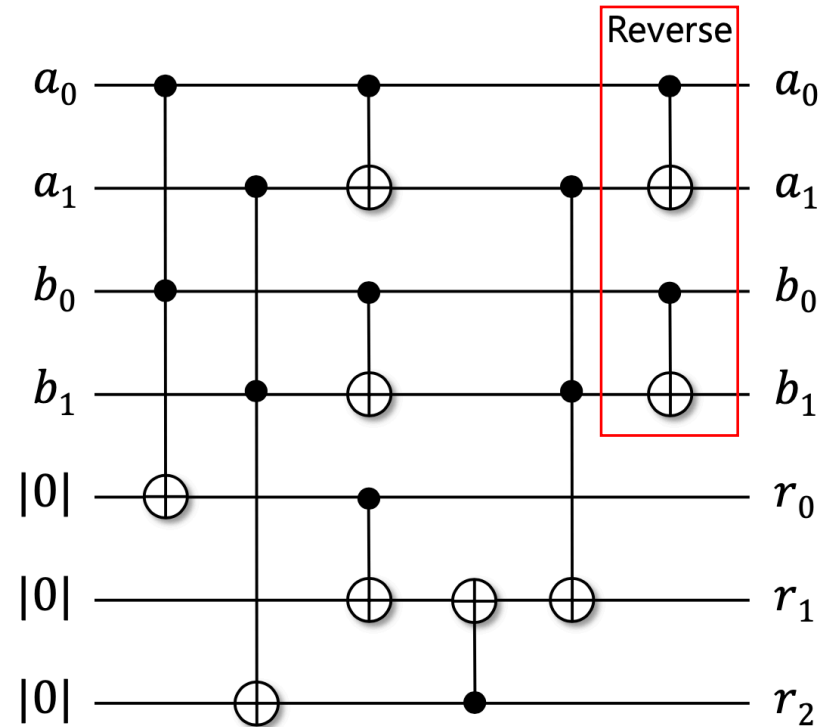 Reverse
a₀ a₀
a₁ a₁
b₀ b₀
b₁ b₁
|0| r₀
|0| r₁
|0| r₂